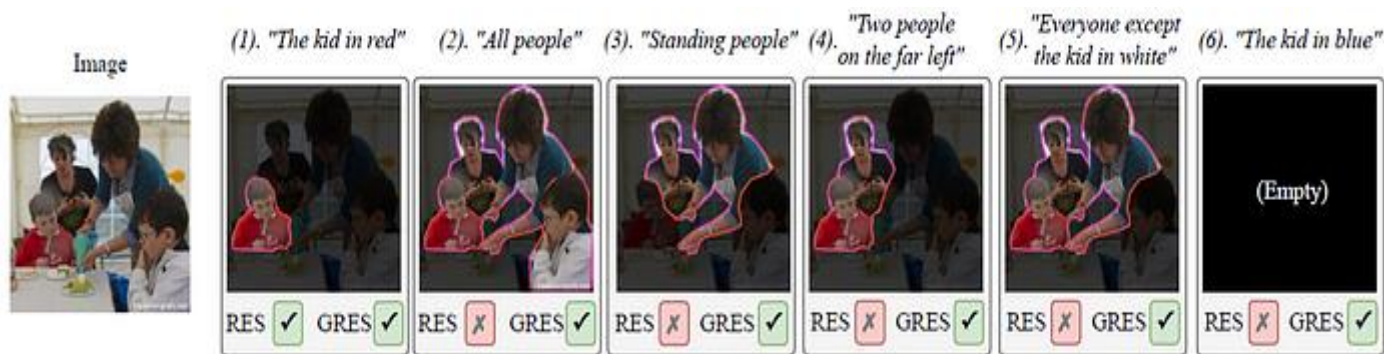 Image
(1). "The kid in red"
(2). "All people"
(3). "Standing people"
(4). "Two people
on the far left"
(5). "Everyone except
the kid in white"
(6). "The kid in blue"
(Empty)
RES ✓ GRES ✓
RES ✗ GRES ✓
RES ✗ GRES ✓
RES ✗ GRES ✓
RES ✗ GRES ✓
RES ✗ GRES ✓